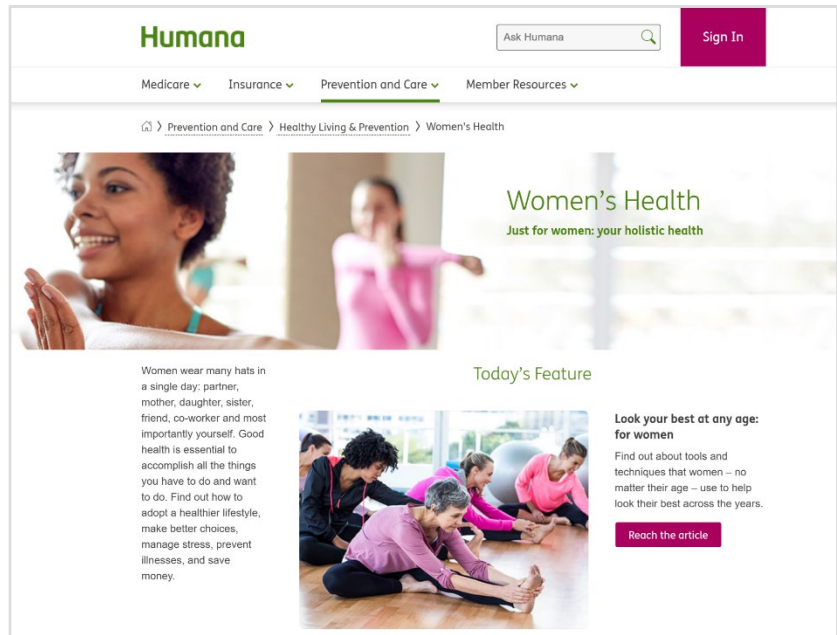 Humana
Ask Humana
Sign In
Medicare
Insurance
Prevention and Care
Member Resources
Prevention and Care
Healthy Living & Prevention
Women's Health
Women's Health
Just for women: your holistic health
Women wear many hats in
a single day: partner,
mother, daughter, sister,
friend, co-worker and most
importantly yourself. Good
health is essential to
accomplish all the things
you have to do and want
to do. Find out how to
adopt a healthier lifestyle,
make better choices,
manage stress, prevent
illnesses, and save
money.
Today's Feature
Look your best at any age:
for women
Find out about tools and
techniques that women – no
matter their age – use to help
look their best across the years.
Reach the article